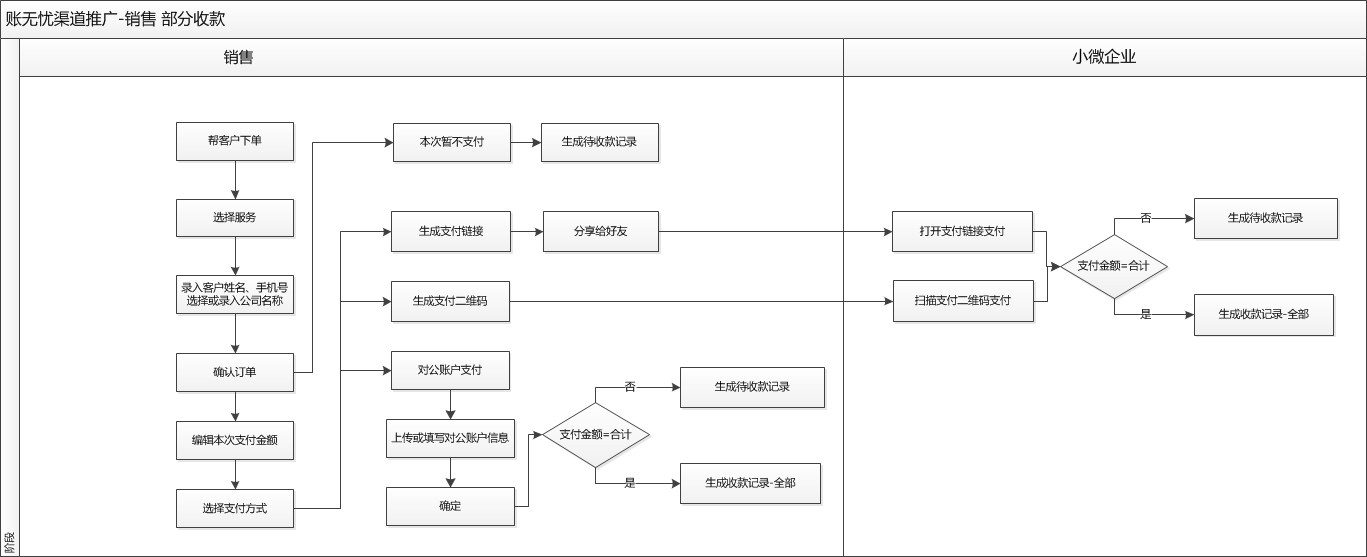 账无忧渠道推广-销售 部分收款
销售
小微企业
帮客户下单
本次暂不支付
生成待收款记录
选择服务
生成支付链接
分享给好友
打开支付链接支付
否
生成待收款记录
支付金额=合计
录入客户姓名、手机号
选择或录入公司名称
生成支付二维码
扫描支付二维码支付
是
生成收款记录-全部
确认订单
对公账户支付
否
生成待收款记录
编辑本次支付金额
上传或填写对公账户信息
支付金额=合计
选择支付方式
确定
是
生成收款记录-全部
阶段